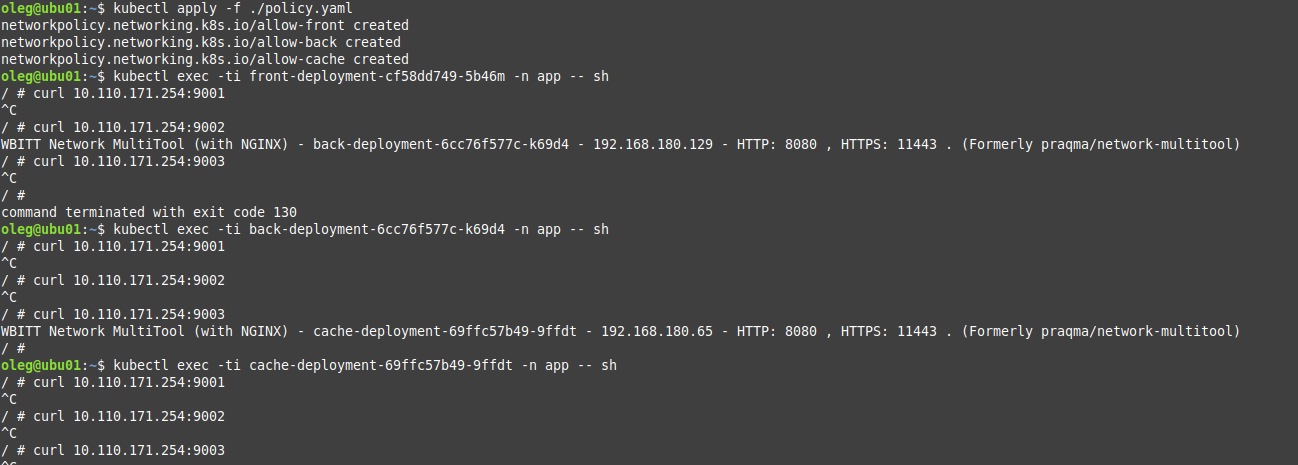 oleg@ubu01:~$ kubectl apply -f ./policy.yaml
networkpolicy.networking.k8s.io/allow-front created
networkpolicy.networking.k8s.io/allow-back created
networkpolicy.networking.k8s.io/allow-cache created
oleg@ubu01:~$ kubectl exec -ti front-deployment-cf58dd749-5b46m -n app -- sh
/ # curl 10.110.171.254:9001
^C
/ # curl 10.110.171.254:9002
WBITT Network MultiTool (with NGINX) - back-deployment-6cc76f577c-k69d4 - 192.168.180.129 - HTTP: 8080 , HTTPS: 11443 . (Formerly praqma/network-multitool)
/ # curl 10.110.171.254:9003
^C
/ #
command terminated with exit code 130
oleg@ubu01:~$ kubectl exec -ti back-deployment-6cc76f577c-k69d4 -n app -- sh
/ # curl 10.110.171.254:9001
^C
/ # curl 10.110.171.254:9002
^C
/ # curl 10.110.171.254:9003
WBITT Network MultiTool (with NGINX) - cache-deployment-69ffc57b49-9ffdt - 192.168.180.65 - HTTP: 8080 , HTTPS: 11443 . (Formerly praqma/network-multitool)
/ #
oleg@ubu01:~$ kubectl exec -ti cache-deployment-69ffc57b49-9ffdt -n app -- sh
/ # curl 10.110.171.254:9001
^C
/ # curl 10.110.171.254:9002
^C
/ # curl 10.110.171.254:9003